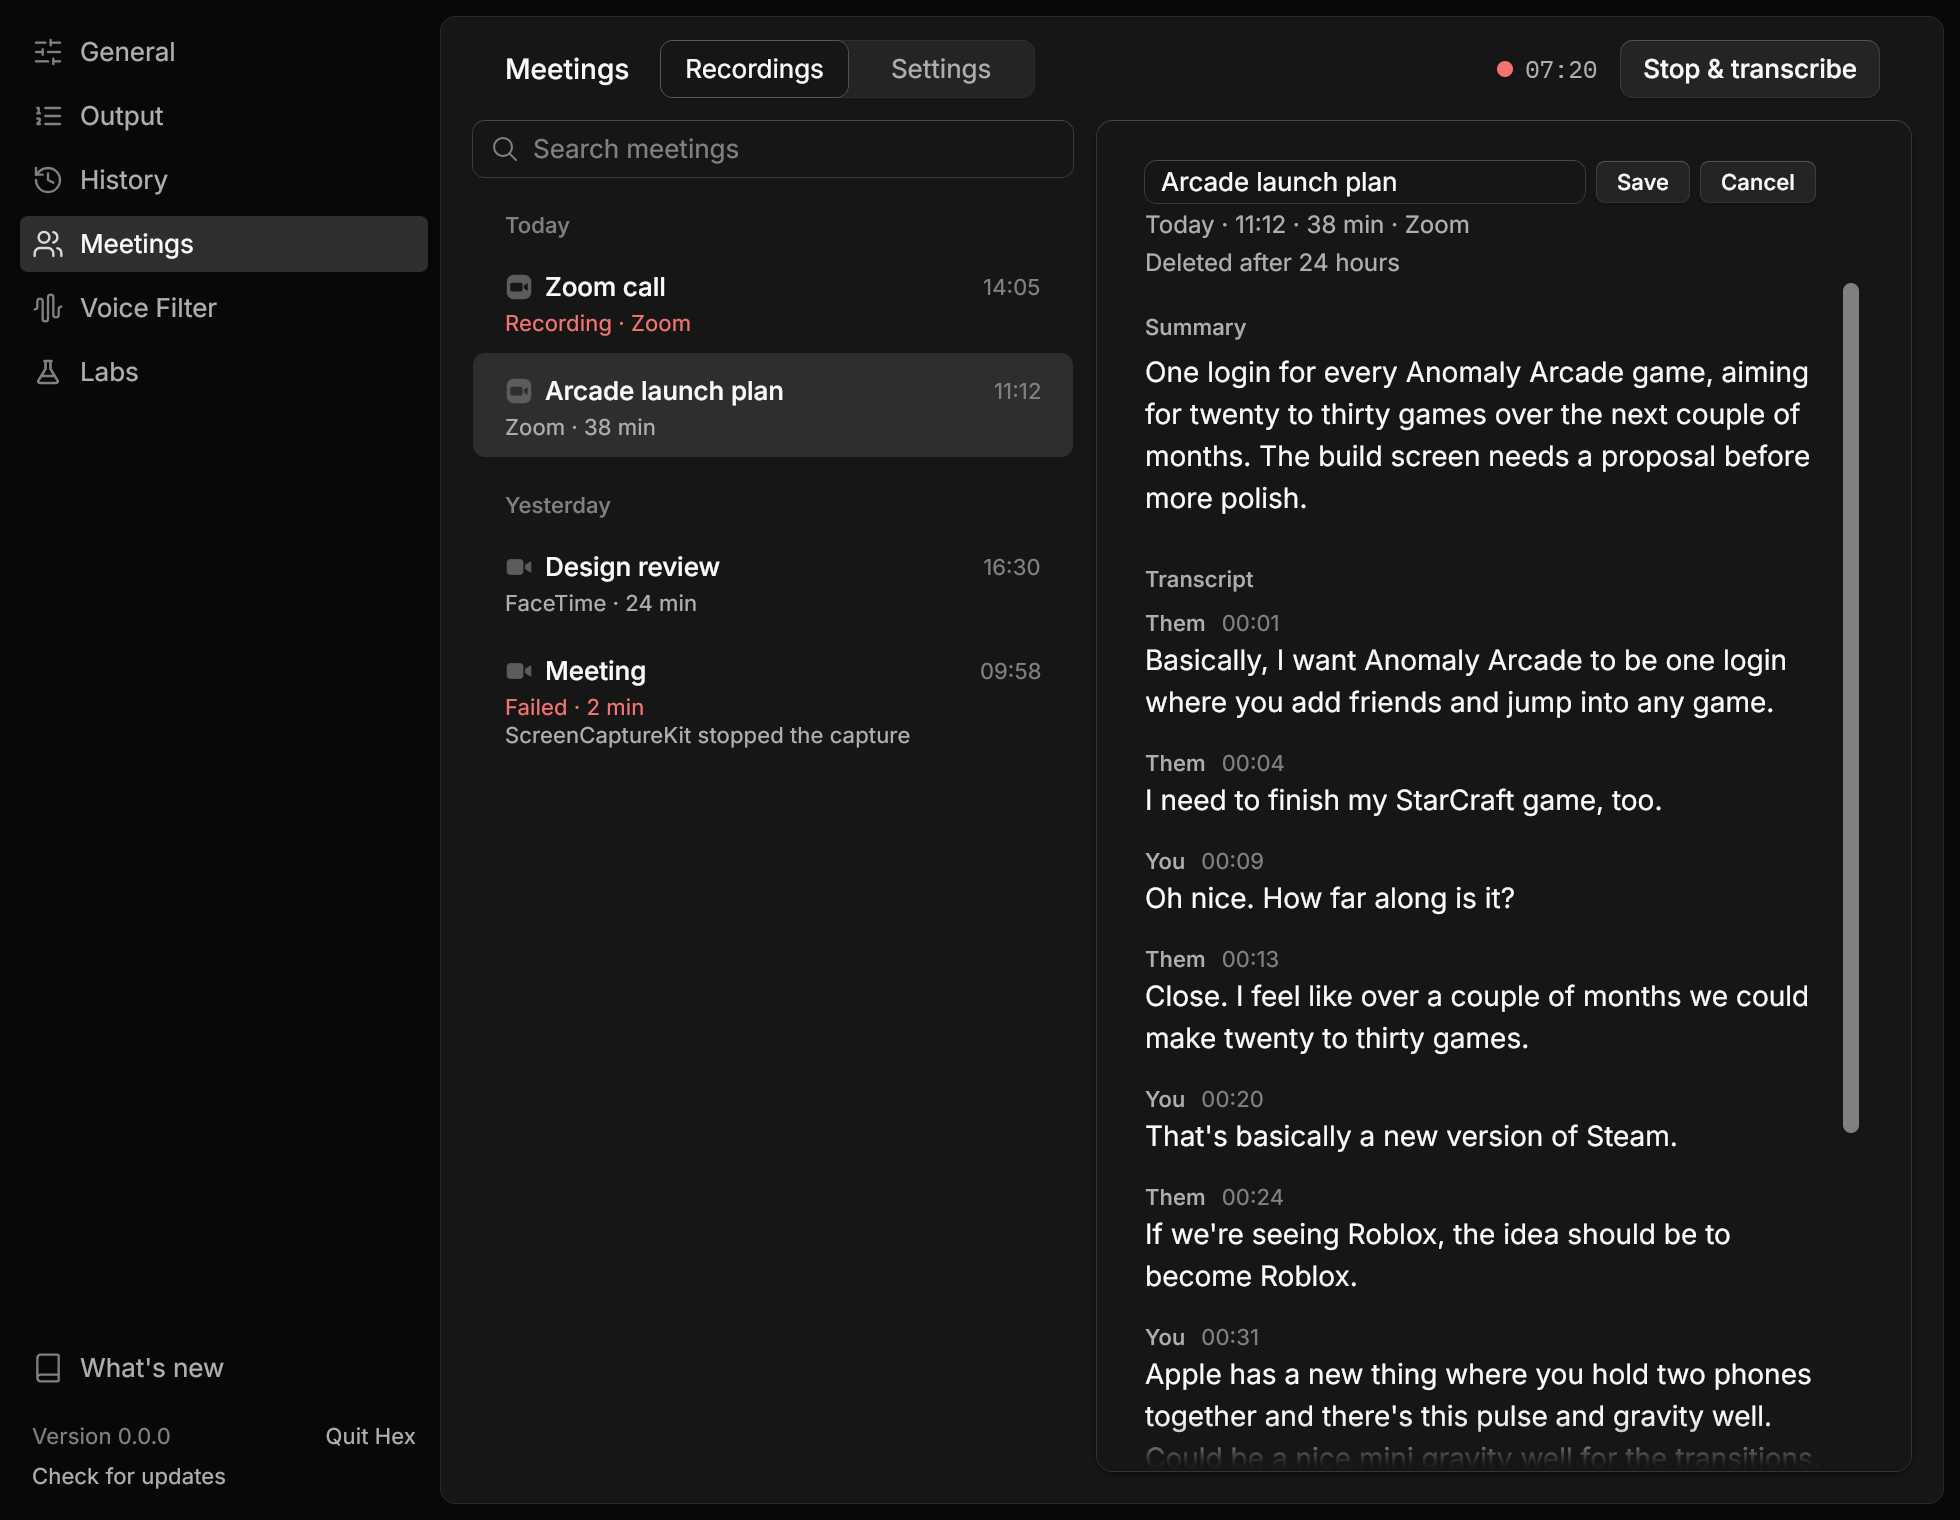 General
Output
History
Meetings
Voice Filter
Labs
What's new
Version 0.0.0
Quit Hex
Check for updates
Meetings
Recordings
Settings
07:20
Stop & transcribe
Search meetings
Today
Zoom call
14:05
Recording · Zoom
Arcade launch plan
11:12
Zoom · 38 min
Yesterday
Design review
16:30
FaceTime · 24 min
Meeting
09:58
Failed · 2 min
ScreenCaptureKit stopped the capture
Arcade launch plan
Save
Cancel
Today · 11:12 · 38 min · Zoom
Deleted after 24 hours
Summary
One login for every Anomaly Arcade game, aiming
for twenty to thirty games over the next couple of
months. The build screen needs a proposal before
more polish.
Transcript
Them 00:01
Basically, I want Anomaly Arcade to be one login
where you add friends and jump into any game.
Them 00:04
I need to finish my StarCraft game, too.
You 00:09
Oh nice. How far along is it?
Them 00:13
Close. I feel like over a couple of months we could
make twenty to thirty games.
You 00:20
That's basically a new version of Steam.
Them 00:24
If we're seeing Roblox, the idea should be to
become Roblox.
You 00:31
Apple has a new thing where you hold two phones
together and there's this pulse and gravity well.
Could be a nice mini gravity well for the transitions.